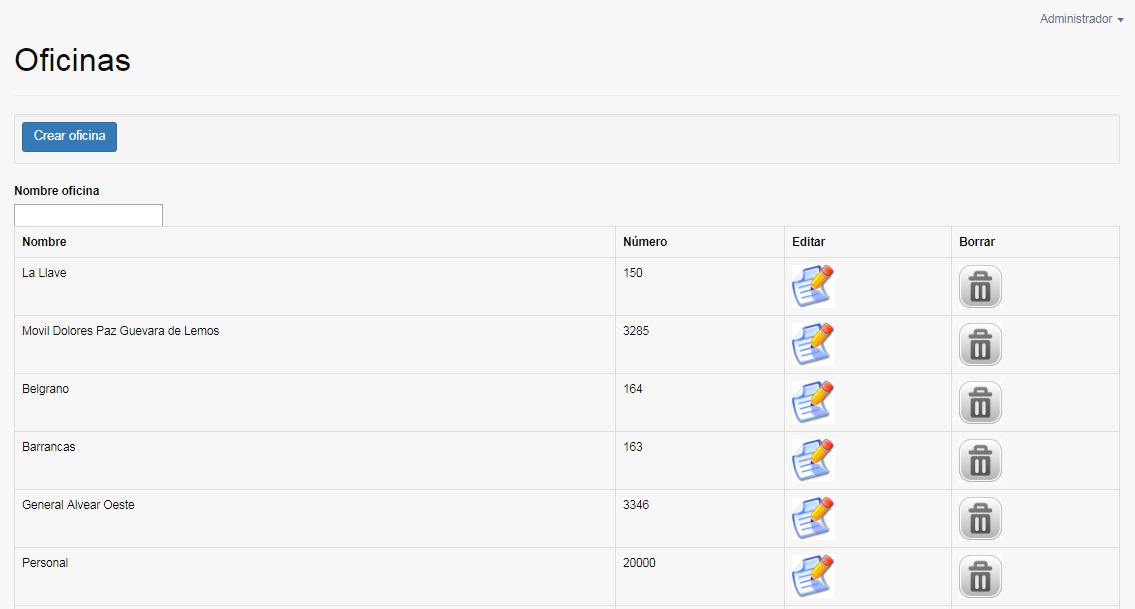 Administrador
Oficinas
Crear oficina
Nombre oficina
Nombre Número Editar Borrar
La Llave 150
Movil Dolores Paz Guevara de Lemos 3285
Belgrano 164
Barrancas 163
General Alvear Oeste 3346
Personal 20000